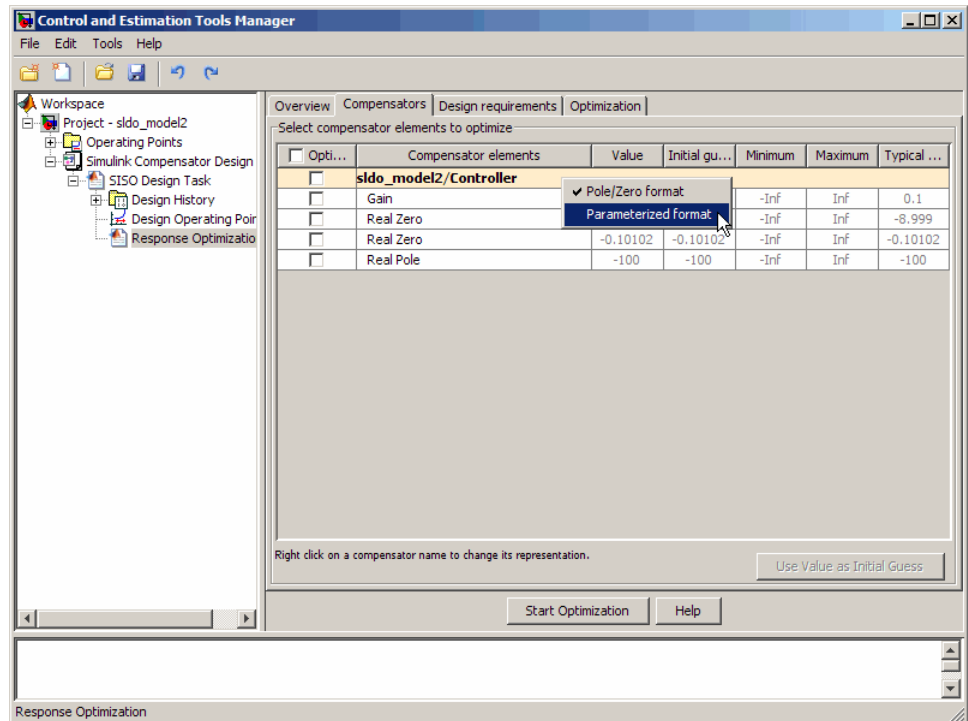 Control and Estimation Tools Manager
File Edit Tools Help
Workspace
Project - sldo_model2
Operating Points
Simulink Compensator Design
SISO Design Task
Design History
Design Operating Poir
Response Optimizatio
Overview Compensators Design requirements Optimization
Select compensator elements to optimize
Opti... Compensator elements Value Initial gu... Minimum Maximum Typical ...
sldo_model2/Controller
Pole/Zero format
Parameterized format
Gain -Inf Inf 0.1
Real Zero -Inf Inf -8.999
Real Zero -0.10102 -0.10102 -Inf Inf -0.10102
Real Pole -100 -100 -Inf Inf -100
Right click on a compensator name to change its representation.
Use Value as Initial Guess
Start Optimization Help
Response Optimization